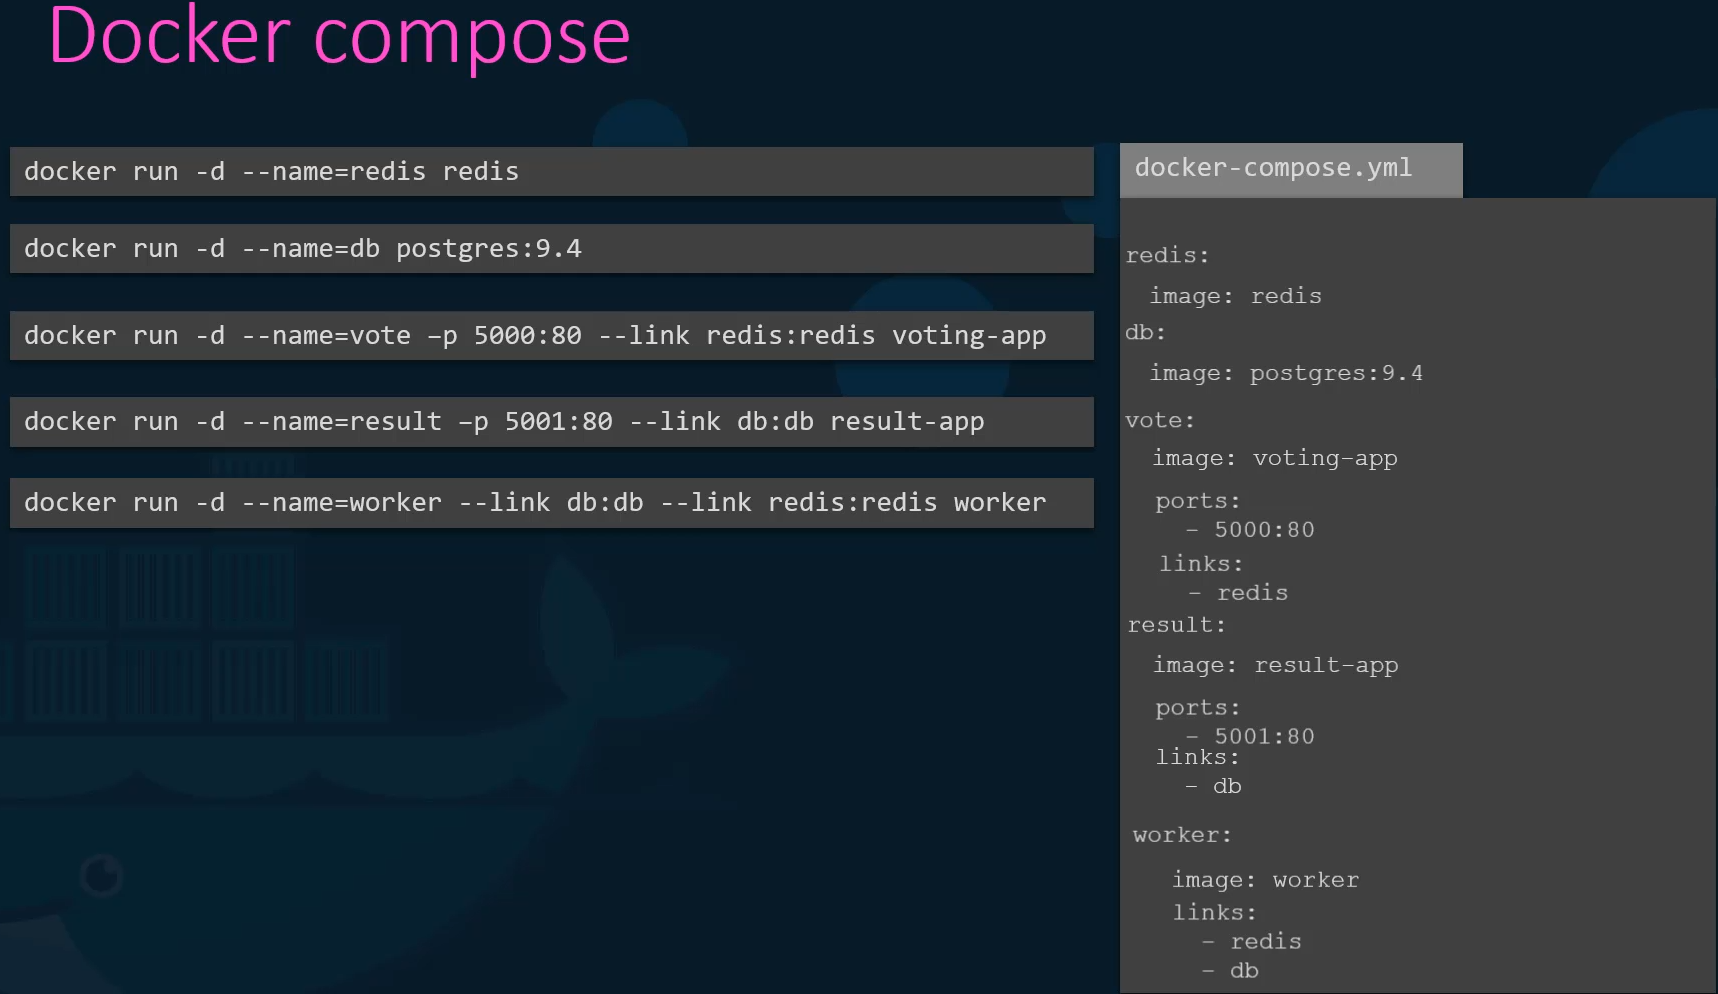 Docker compose
docker run -d --name=redis redis
docker run -d --name=db postgres:9.4
docker run -d --name=vote –p 5000:80 --link redis:redis voting-app
docker run -d --name=result –p 5001:80 --link db:db result-app
docker run -d --name=worker --link db:db --link redis:redis worker
docker-compose.yml
redis:
image: redis
db:
image: postgres:9.4
vote:
image: voting-app
ports:
- 5000:80
links:
- redis
result:
image: result-app
ports:
- 5001:80
links:
- db
worker:
image: worker
links:
- redis
- db